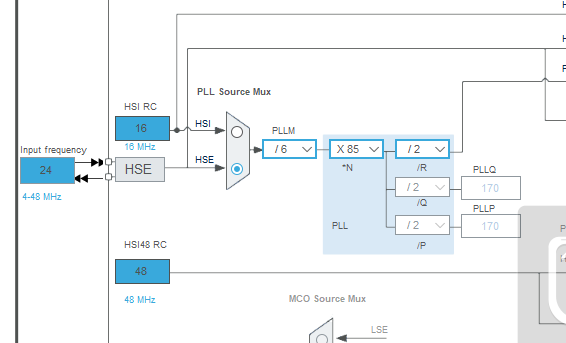 PLL Source Mux
HSI RC
16
16 MHz
HSI
PLLM
Input frequency
24
4-48 MHz
HSE
HSE
/ 6
X 85
*N
/ 2
/R
/ 2
/Q
PLLQ
170
PLL
/ 2
/P
PLLP
170
HSI48 RC
48
48 MHz
MCO Source Mux
LSE